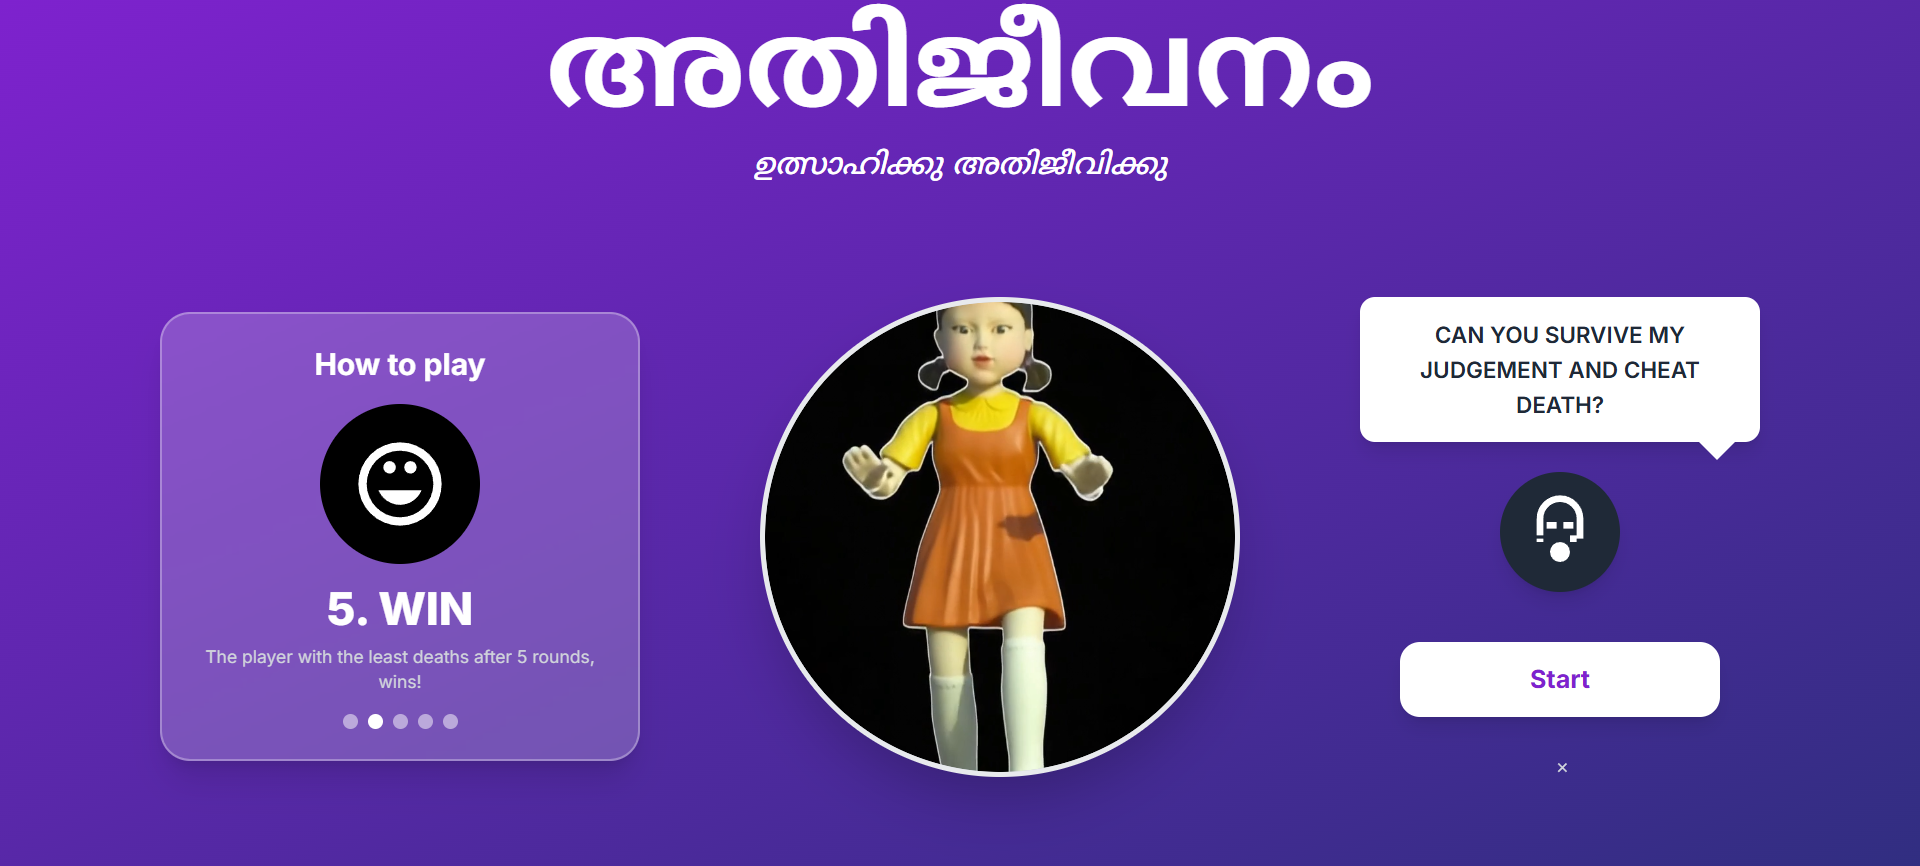 അതിജീവനം
ഉത്സാഹിക്കു അതിജീവിക്കു
How to play
5. WIN
The player with the least deaths after 5 rounds,
wins!
CAN YOU SURVIVE MY
JUDGEMENT AND CHEAT
DEATH?
Start
×